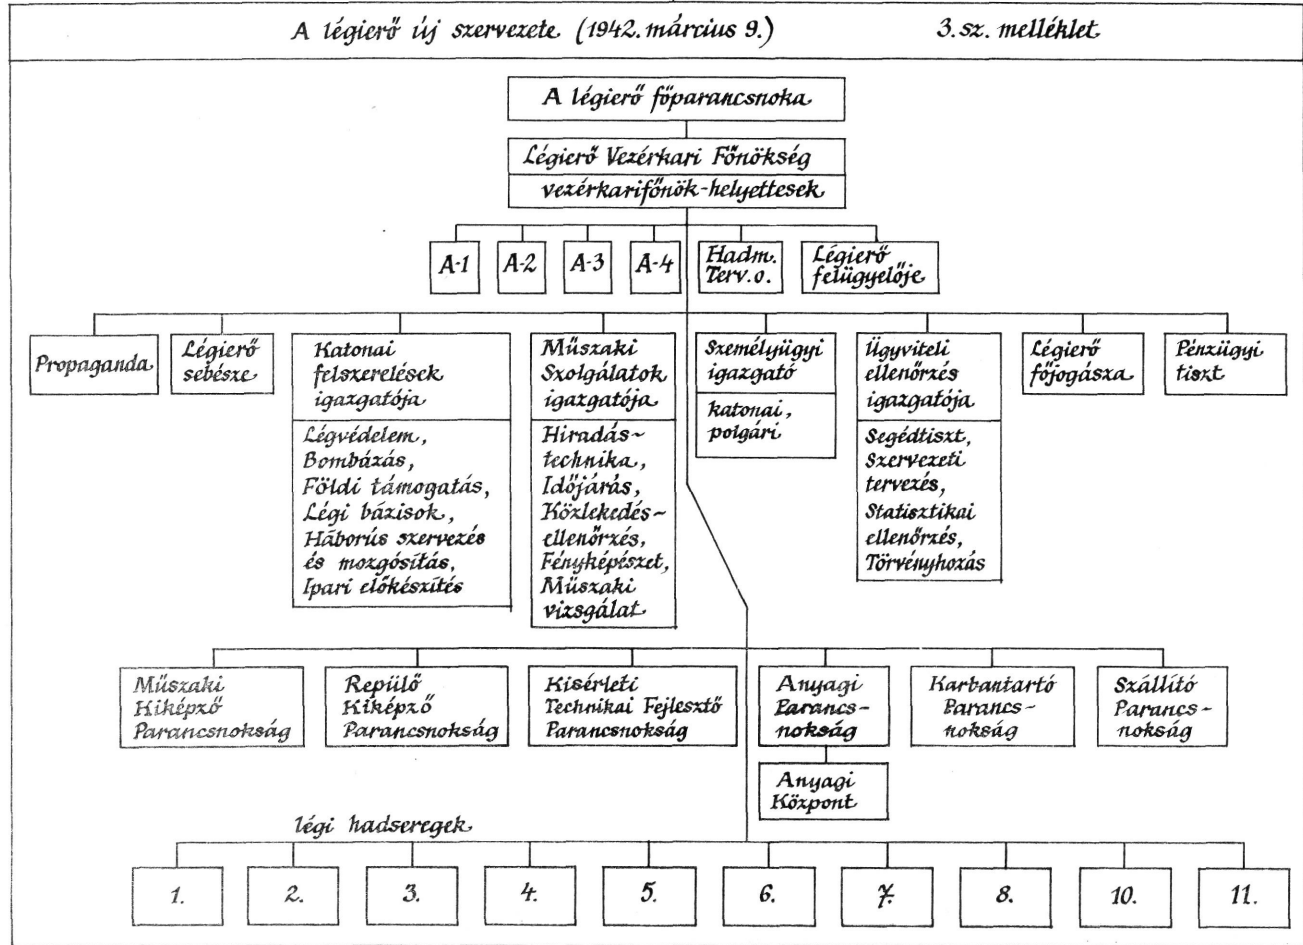 A légierő új szervezete (1942. március 9.)
3. sz. melléklet
A légierő főparancsnoka
Légierő Vezérkari Főnökség
vezérkarifőnök-helyettesek
A-1
A-2
A-3
A-4
Hadm.
Terv.o.
Légierő
felügyelője
Propaganda
Légierő
sebésze
Katonai
felszerelések
igazgatója
Légvédelem,
Bombázás,
Földi támogatás,
Légi bázisok,
Háborús szervezés
és mozgósítás,
Ipari előkészítés
Műszaki
Szolgálatok
igazgatója
Hiradás-
technika,
Időjárás,
Közlekedés-
ellenőrzés,
Fényképészet,
Műszaki
vizsgálat
Személyügyi
igazgató
katonai,
polgári
Ügyviteli
ellenőrzés
igazgatója
Segédtiszt,
Szervezeti
tervezés,
Statisztikai
ellenőrzés,
Törvényhozás
Légierő
főjogásza
Pénzügyi
tiszt
Műszaki
Kiképző
Parancsnokság
Repülő
Kiképző
Parancsnokság
Kisérleti
Technikai Fejlesztő
Parancsnokság
Anyagi
Parancs-
nokság
Karbantartó
Parancs-
nokság
Szállító
Parancs-
nokság
Anyagi
Központ
légi hadseregek
1.
2.
3.
4.
5.
6.
7.
8.
10.
11.